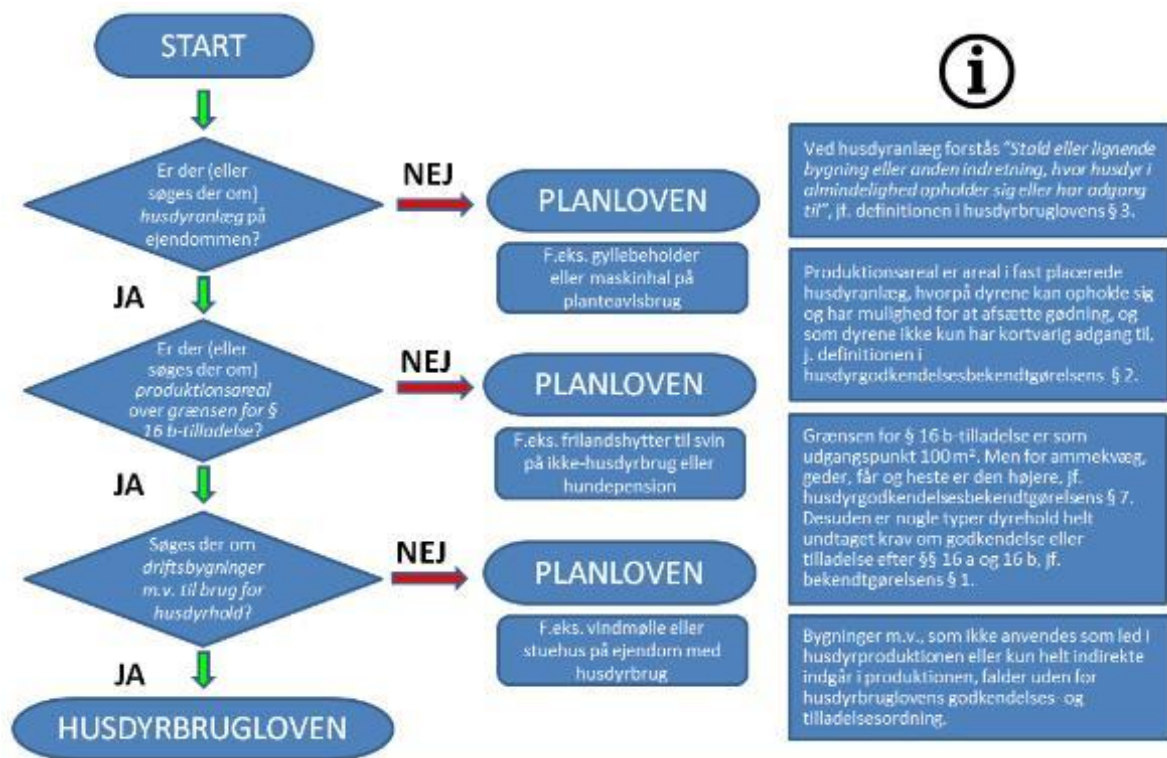 START
Er der (eller
søges der om)
husdyranlæg på
ejendommen?
NEJ
PLANLOVEN
F.eks. gyllebeholder
eller maskinhal på
planteavlsbrug
JA
Er der (eller
søges der om)
produktionsareal
over grænsen for §
16 b-tilladelse?
NEJ
PLANLOVEN
F.eks. frilandshytter til svin
på ikke-husdyrbrug eller
hundepension
JA
Søges der om
driftsbygninger
m.v. til brug for
husdyrhold?
NEJ
PLANLOVEN
F.eks. vindmølle eller
stuehus på ejendom med
husdyrbrug
JA
HUSDYRBRUGLOVEN
i
Ved husdyranlæg forstås "Stald eller lignende
bygning eller anden indretning, hvor husdyr i
almindelighed opholder sig eller har adgang
til", jf. definitionen i husdyrbruglovens § 3.
Produktionsareal er areal i fast placerede
husdyranlæg, hvorpå dyrene kan opholde sig
og har mulighed for at afsætte gødning, og
som dyrene ikke kun har kortvarig adgang til,
j. definitionen i
husdyrgodkendelsesbekendtgørelsens § 2.
Grænsen for § 16 b-tilladelse er som
udgangspunkt 100 m². Men for ammekvæg,
geder, får og heste er den højere, jf.
husdyrgodkendelsesbekendtgørelsens § 7.
Desuden er nogle typer dyrehold helt
undtaget krav om godkendelse eller
tilladelse efter §§ 16 a og 16 b, jf.
bekendtgørelsens § 1.
Bygninger m.v., som ikke anvendes som led i
husdyrproduktionen eller kun helt indirekte
indgår i produktionen, falder uden for
husdyrbruglovens godkendelses- og
tilladelsesordning.